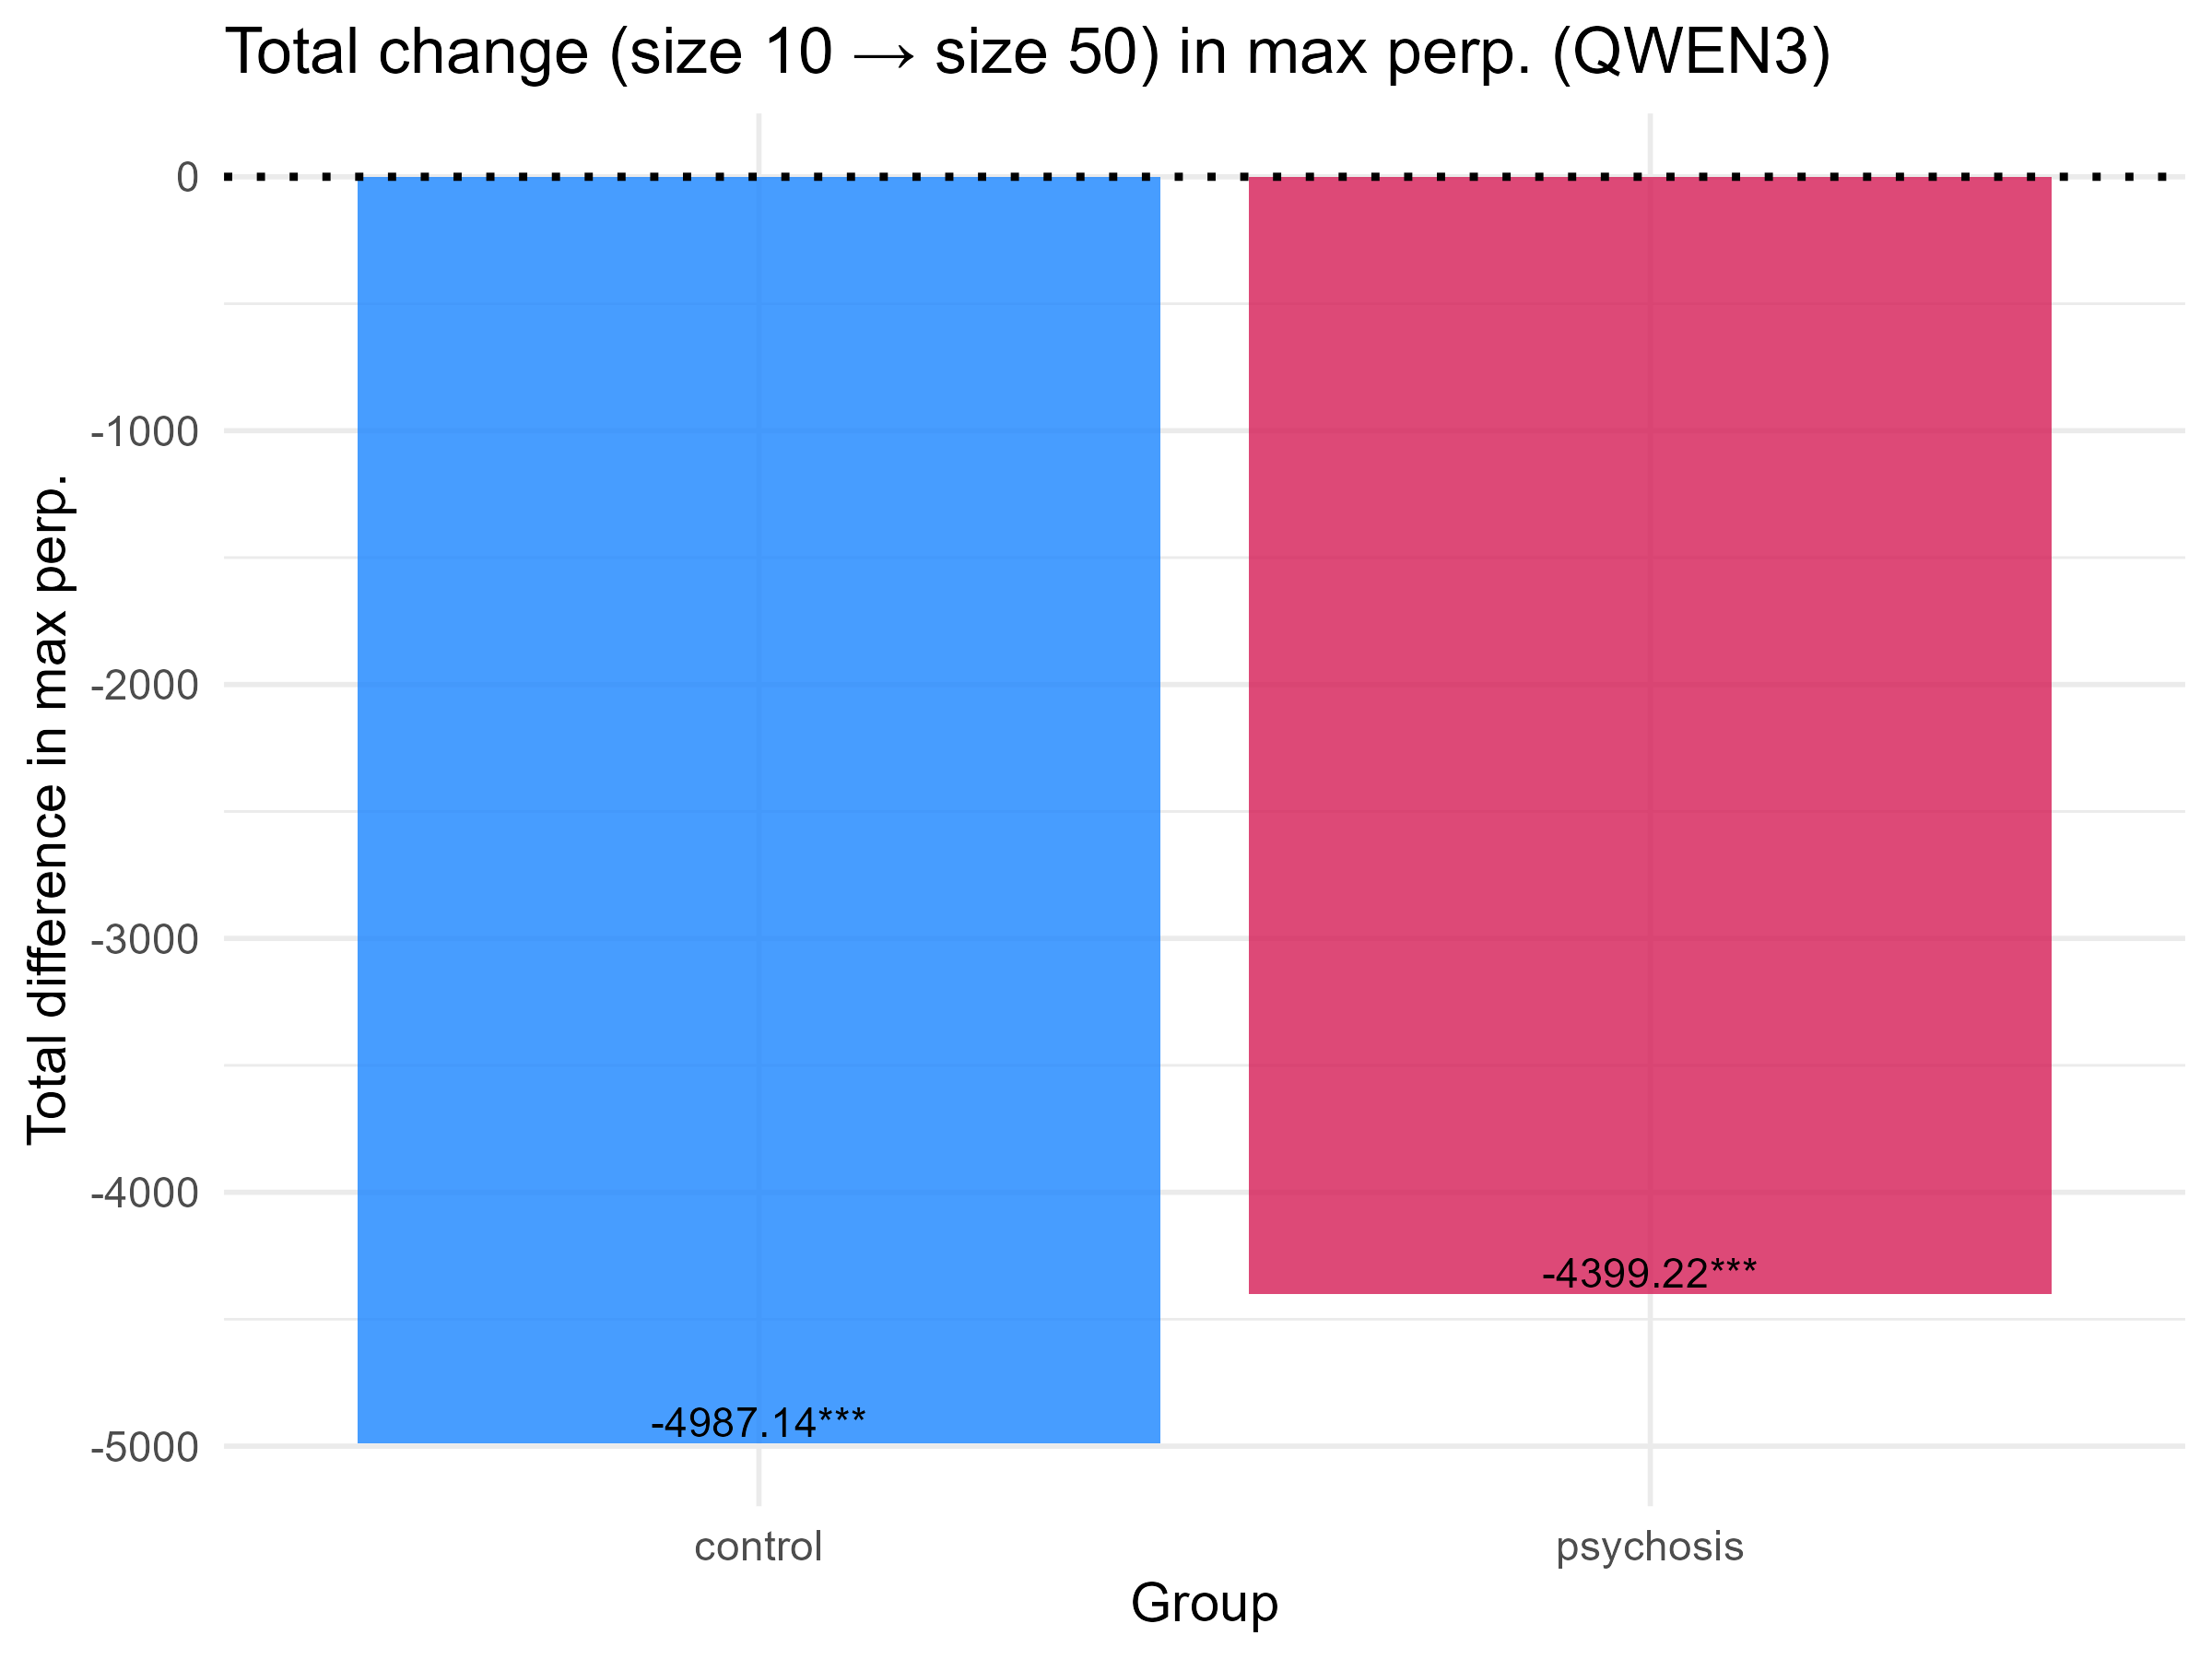 Total change (size 10 → size 50) in max perp. (QWEN3)
Total difference in max perp.
0
-1000
-2000
-3000
-4000
-5000
-4987.14***
-4399.22***
control
psychosis
Group